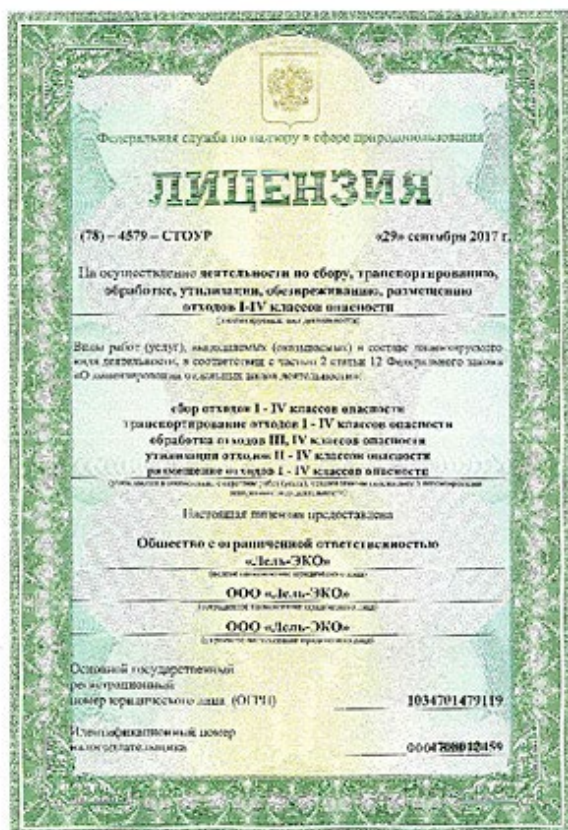 Федеральная служба по надзору в сфере природопользования
ЛИЦЕНЗИЯ
(78) – 4579 – СТОУР «29» сентября 2017 г.
На осуществление деятельности по сбору, транспортированию,
обработке, утилизации, обезвреживанию, размещению
отходов I-IV классов опасности
Виды работ (услуг), выполняемых (оказываемых) в составе лицензируемого
вида деятельности, в соответствии с частью 2 статьи 12 Федерального закона
«О лицензировании отдельных видов деятельности»:
сбор отходов I - IV классов опасности
транспортирование отходов I - IV классов опасности
обработка отходов III, IV классов опасности
утилизация отходов II - IV классов опасности
размещение отходов I - IV классов опасности
Настоящая лицензия предоставлена
Общество с ограниченной ответственностью
«Лель-ЭКО»
ООО «Лель-ЭКО»
ООО «Лель-ЭКО»
Основной государственный
регистрационный
номер юридического лица (ОГРН) 1034701479119
Идентификационный номер
налогоплательщика